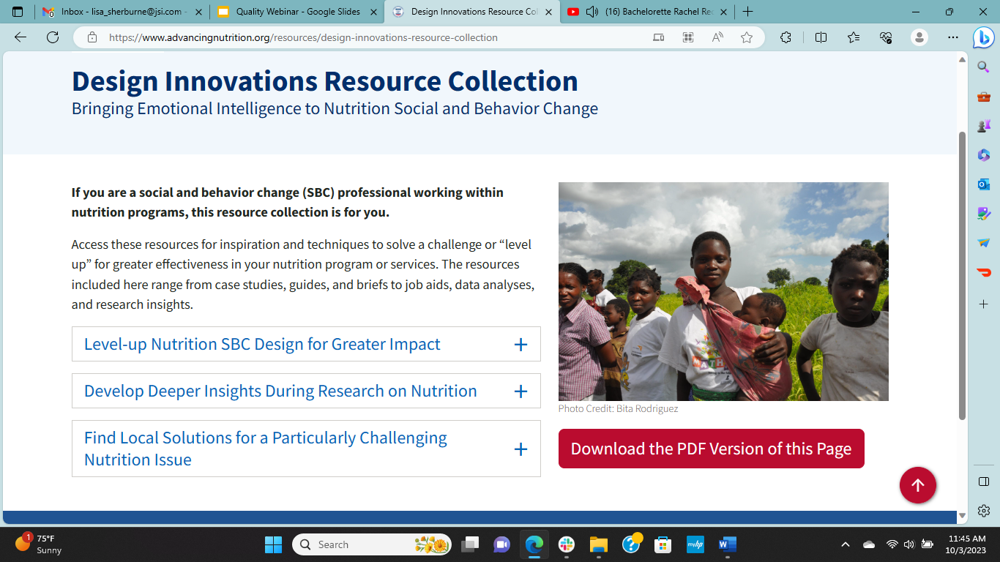 Inbox - lisa_sherburne@jsi.com -
Quality Webinar - Google Slides
Design Innovations Resource Col
(16) Bachelorette Rachel Rec
https://www.advancingnutrition.org/resources/design-innovations-resource-collection
Design Innovations Resource Collection
Bringing Emotional Intelligence to Nutrition Social and Behavior Change
If you are a social and behavior change (SBC) professional working within
nutrition programs, this resource collection is for you.
Access these resources for inspiration and techniques to solve a challenge or “level
up” for greater effectiveness in your nutrition program or services. The resources
included here range from case studies, guides, and briefs to job aids, data analyses,
and research insights.
Level-up Nutrition SBC Design for Greater Impact
Develop Deeper Insights During Research on Nutrition
Find Local Solutions for a Particularly Challenging
Nutrition Issue
Photo Credit: Bita Rodriguez
Download the PDF Version of this Page
1
75°F
Sunny
Search
myhp
11:45 AM
10/3/2023